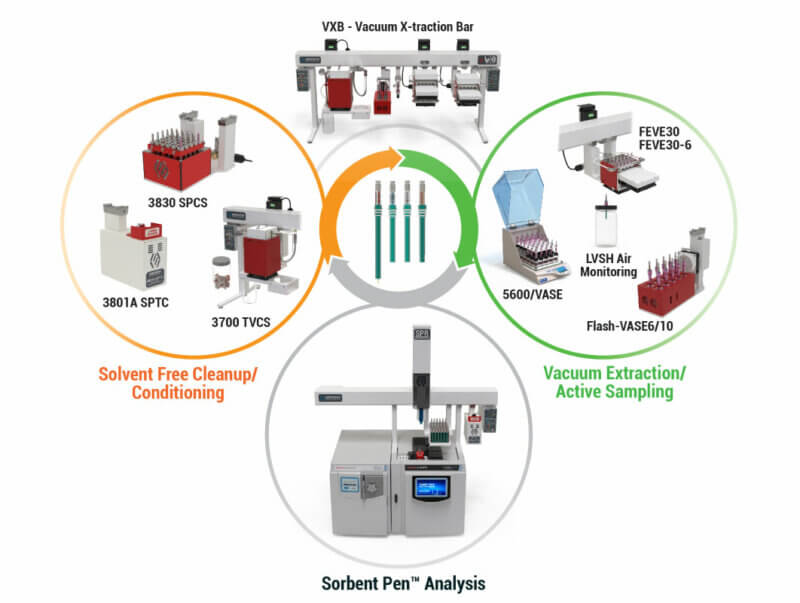 VXB - Vacuum X-traction Bar
3830 SPCS
3801A SPTC
3700 TVCS
Solvent Free Cleanup/
Conditioning
FEVE30
FEVE30-6
5600/VASE
LVSH Air
Monitoring
Flash-VASE6/10
Vacuum Extraction/
Active Sampling
SPR
Sorbent Pen™ Analysis